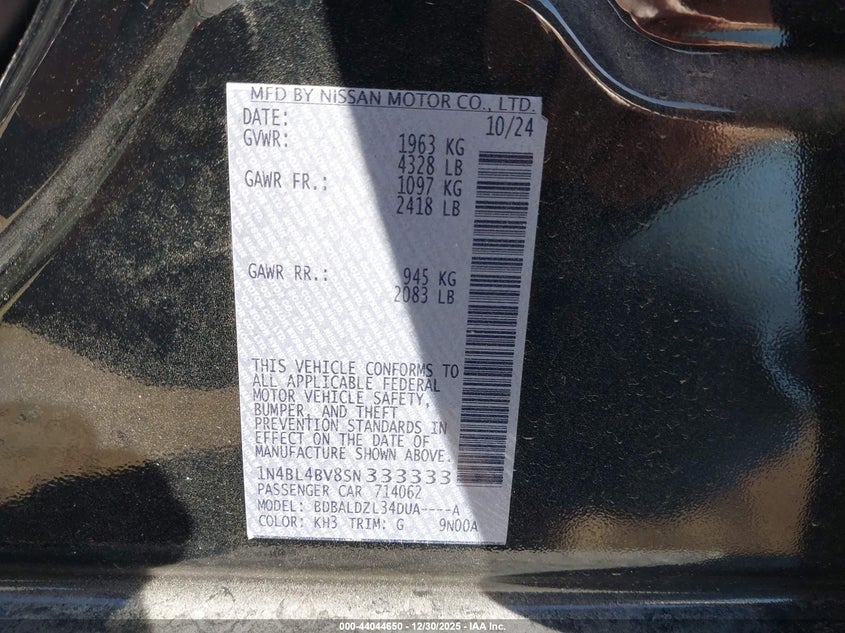 MFD BY NISSAN MOTOR CO., LTD.
DATE: 10/24
GVWR: 1963 KG
4328 LB
GAWR FR.: 1097 KG
2418 LB
GAWR RR.: 945 KG
2083 LB
THIS VEHICLE CONFORMS TO
ALL APPLICABLE FEDERAL
MOTOR VEHICLE SAFETY,
BUMPER, AND THEFT
PREVENTION STANDARDS IN
EFFECT ON THE DATE OF
MANUFACTURE SHOWN ABOVE.
1N4BL4BV8SN333333
PASSENGER CAR 714062
MODEL: BDBALDZL34DUA----A
COLOR: KH3 TRIM: G 9N00A
000-44044650 - 12/30/2025 - IAA Inc.